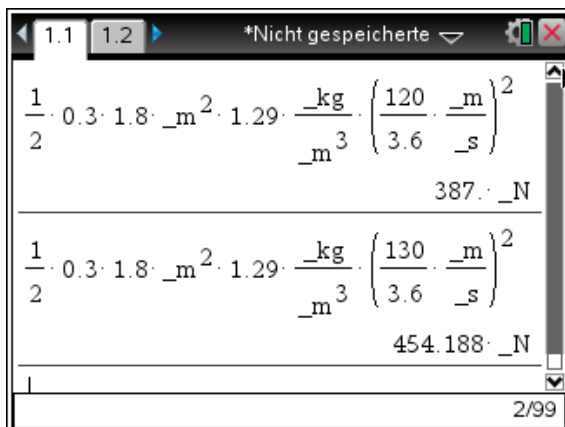 1.1 1.2 *Nicht gespeicherte
1/2 · 0.3 · 1.8 · _m^2 · 1.29 · _kg/_m^3 · (120/3.6 · _m/_s)^2
387. · _N
1/2 · 0.3 · 1.8 · _m^2 · 1.29 · _kg/_m^3 · (130/3.6 · _m/_s)^2
454.188 · _N
2/99